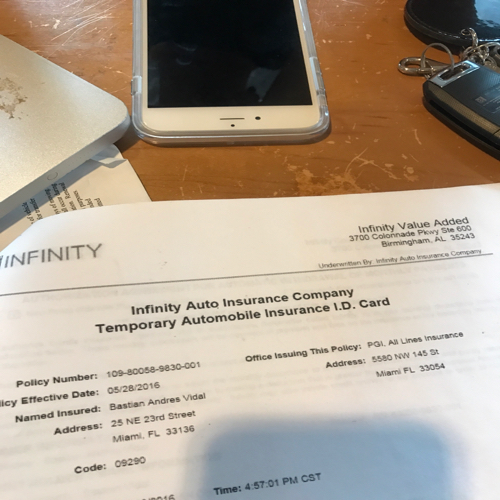 INFINITY
Infinity Value Added
3700 Colonnade Pkwy Ste 600
Birmingham, AL 35243
Underwritten By: Infinity Auto Insurance Company
Infinity Auto Insurance Company
Temporary Automobile Insurance I.D. Card
Policy Number: 109-80058-9830-001
icy Effective Date: 05/28/2016
Named Insured: Bastian Andres Vidal
Address: 25 NE 23rd Street
Miami, FL 33136
Code: 09290
Office Issuing This Policy: PGI, All Lines Insurance
Address: 5580 NW 145 St
Miami FL 33054
Time: 4:57:01 PM CST